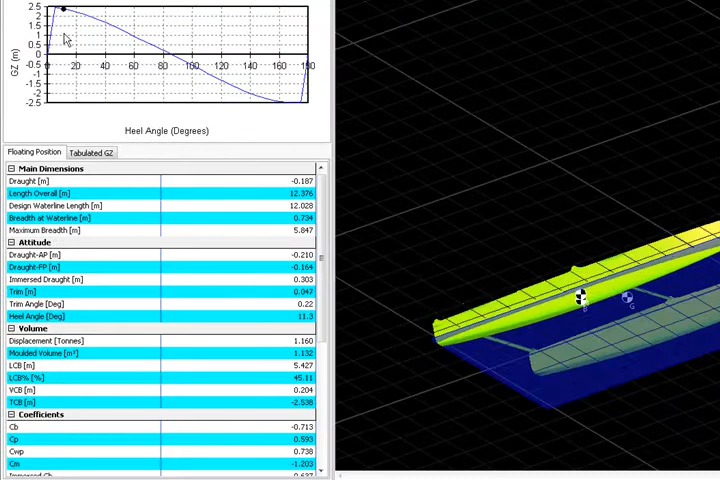 2.5
2
1.5
1
0.5
0
-0.5
-1
-1.5
-2
-2.5
GZ (m)
0 20 40 60 80 100 120 140 160 180
Heel Angle (Degrees)
Floating Position Tabulated GZ
Main Dimensions
Draught [m] -0.187
Length Overall [m] 12.376
Design Waterline Length [m] 12.028
Breadth at Waterline [m] 0.734
Maximum Breadth [m] 5.847
Attitude
Draught-AP [m] -0.210
Draught-FP [m] -0.164
Immersed Draught [m] 0.303
Trim [m] 0.047
Trim Angle [Deg] 0.22
Heel Angle [Deg] 11.3
Volume
Displacement [Tonnes] 1.160
Moulded Volume [m³] 1.132
LCB [m] 5.427
LCB% [%] 45.11
VCB [m] 0.204
TCB [m] -2.538
Coefficients
Cb -0.713
Cp 0.593
Cwp 0.738
Cm -1.203
Immersed Cb 0.637
G